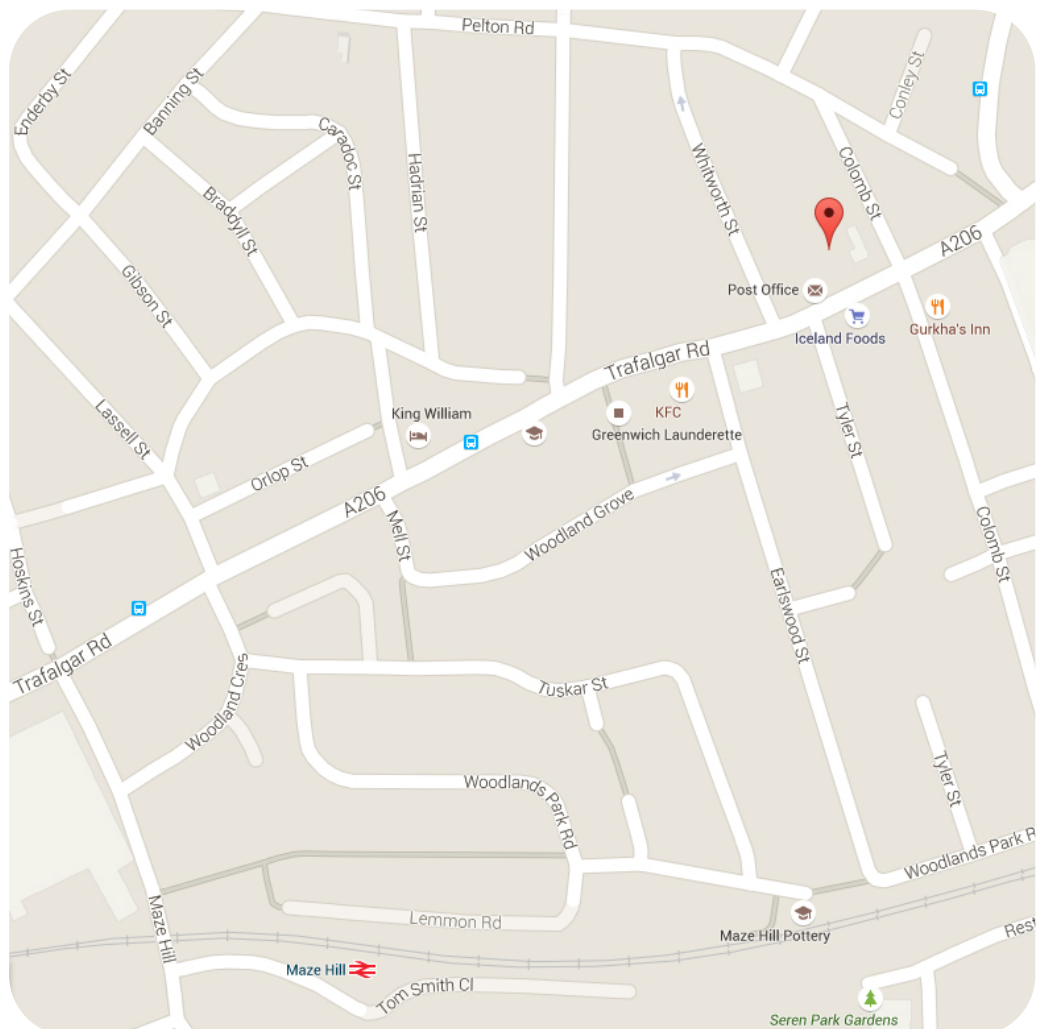 Pelton Rd
Enderby St
Banning St
Conley St
Caradoc St
Hadrian St
Whitworth St
Colomb St
Braddyll St
A206
Gibson St
Post Office
Iceland Foods
Gurkha's Inn
Trafalgar Rd
Lassell St
King William
KFC
Greenwich Launderette
Tyler St
Orlop St
A206
Mell St
Woodland Grove
Colomb St
Hoskins St
Earlswood St
Trafalgar Rd
Woodland Cres
Tuskar St
Woodlands Park Rd
Tyler St
Woodlands Park R
Maze Hill
Lemmon Rd
Maze Hill Pottery
Rest
Maze Hill
Tom Smith Cl
Seren Park Gardens